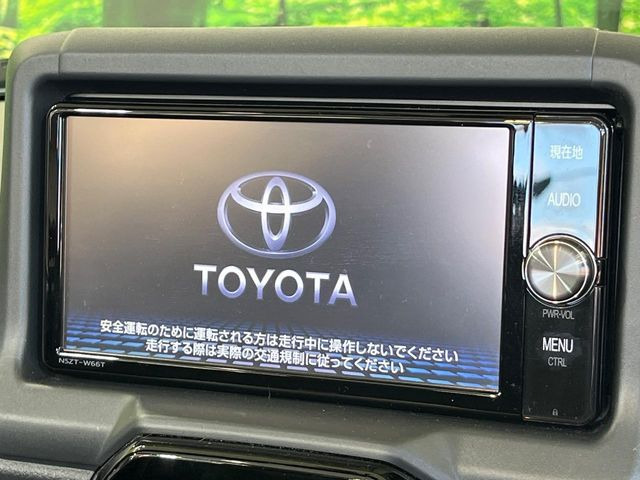 TOYOTA
安全運転のために運転される方は走行中に操作しないでください
走行する際は実際の交通規制に従ってください
NSZT-W66T
現在地
AUDIO
PWR-VOL
MENU
CTRL